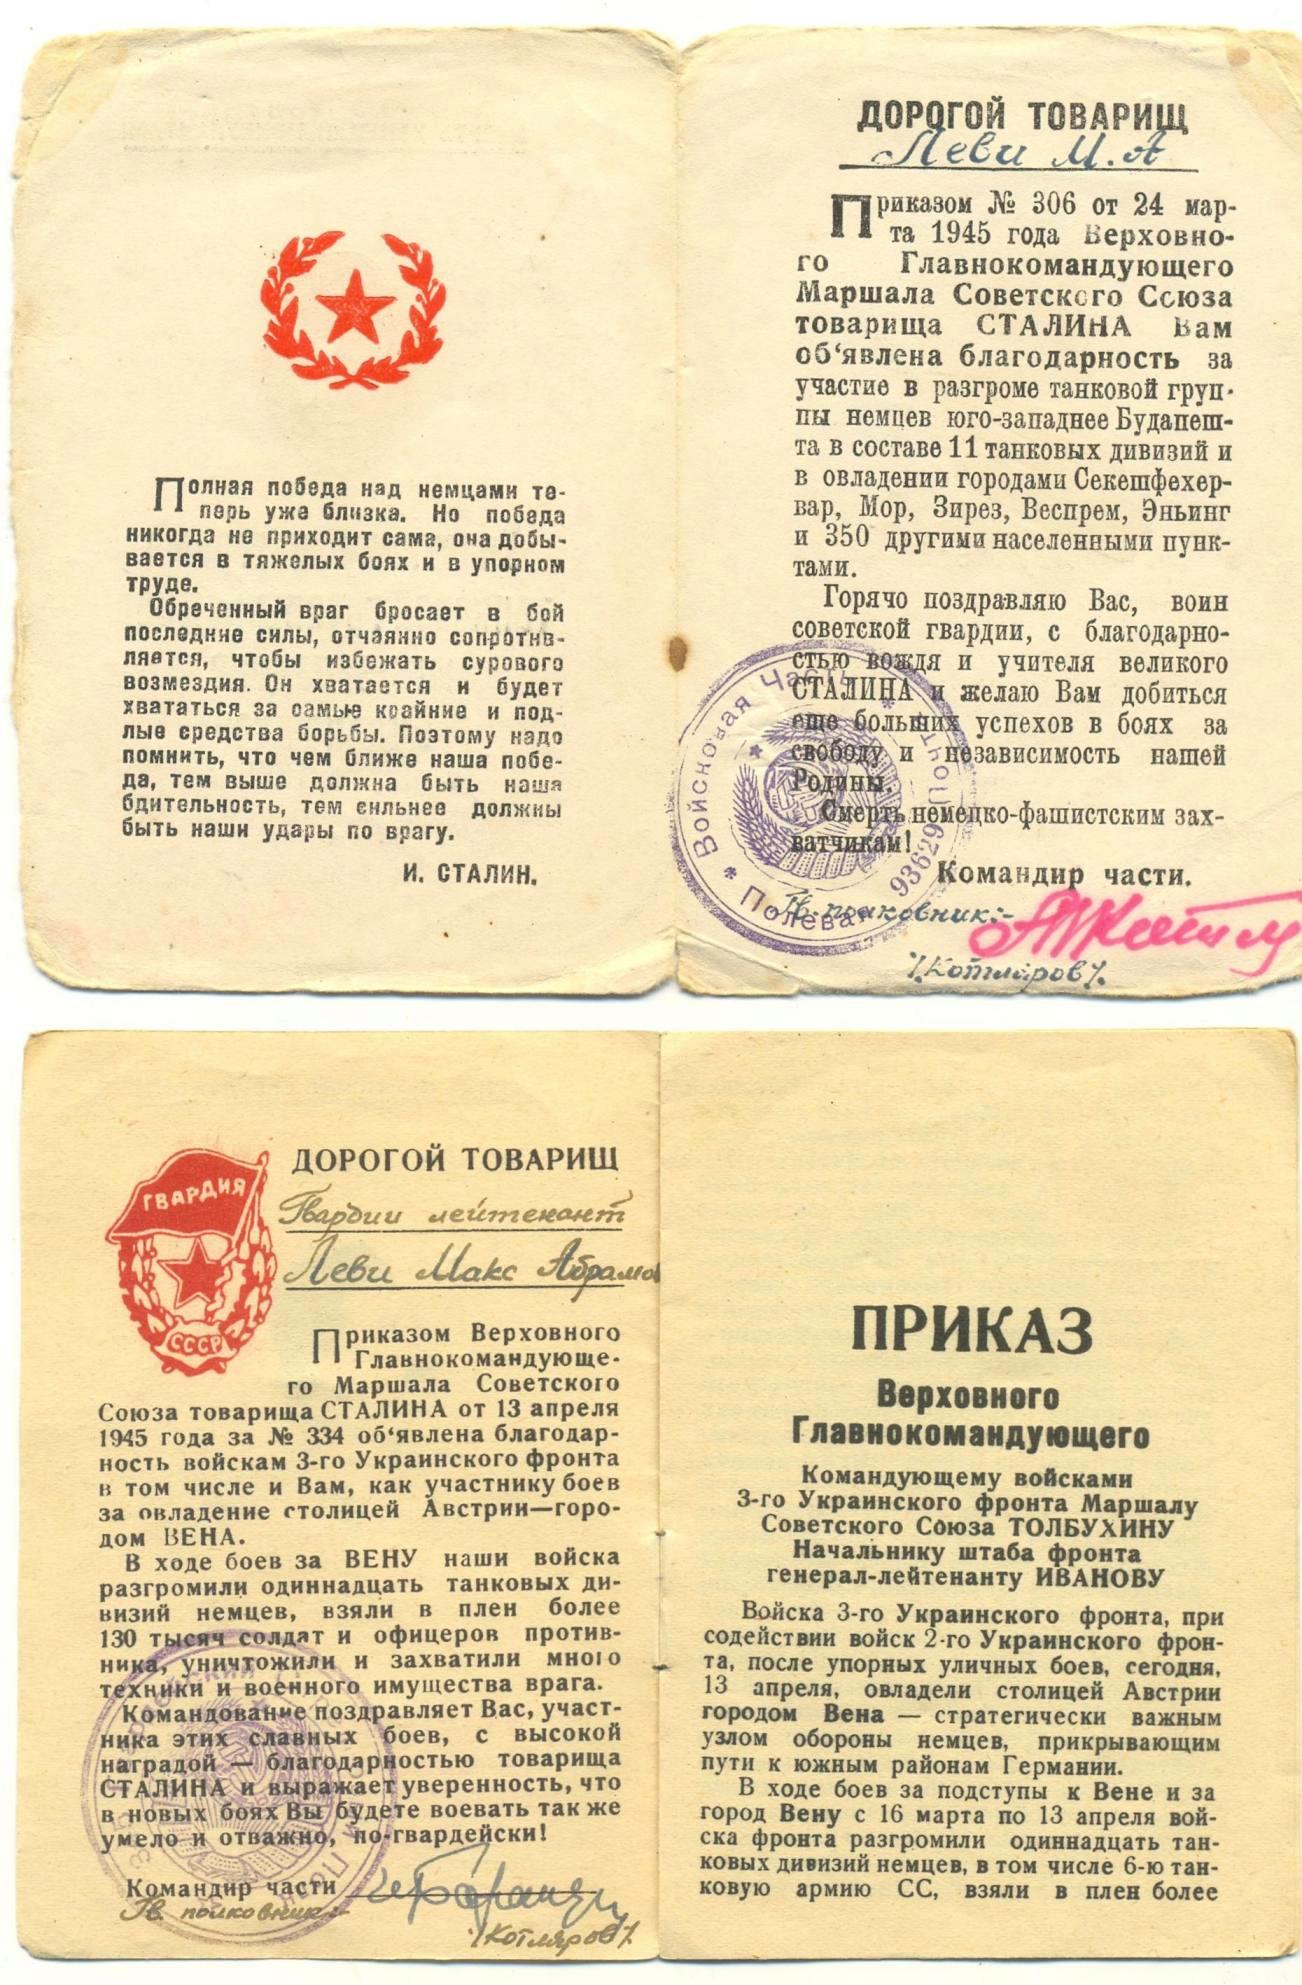 Полная победа над немцами те-
перь уже близка. Но победа
никогда не приходит сама, она добы-
вается в тяжелых боях и в упорном
труде.
Обреченный враг бросает в бой
последние силы, отчаянно сопротив-
ляется, чтобы избежать сурового
возмездия. Он хватается и будет
хвататься за самые крайние и под-
лые средства борьбы. Поэтому надо
помнить, что чем ближе наша побе-
да, тем выше должна быть наша
бдительность, тем сильнее должны
быть наши удары по врагу.
И. СТАЛИН.
ДОРОГОЙ ТОВАРИЩ
Леви М.А
Приказом № 306 от 24 мар-
та 1945 года Верховно-
го Главнокомандующего
Маршала Советского Союза
товарища СТАЛИНА Вам
об‘явлена благодарность за
участие в разгроме танковой груп-
пы немцев юго-западнее Будапеш-
та в составе 11 танковых дивизий и
в овладении городами Секешфехер-
вар, Мор, Зирез, Веспрем, Эньинг
и 350 другими населенными пунк-
тами.
Горячо поздравляю Вас, воин
советской гвардии, с благодарно-
стью вождя и учителя великого
СТАЛИНА и желаю Вам добиться
еще больших успехов в боях за
свободу и независимость нашей
Родины.
Смерть немецко-фашистским зах-
ватчикам!
Командир части.
Гв. полковник:-
/Котляров/.
* Войсковая Часть *
Полевая Почта 93629
ГВАРДИЯ
СССР
ДОРОГОЙ ТОВАРИЩ
Гвардии лейтенант
Леви Макс Абрамо
Приказом Верховного
Главнокомандующе-
го Маршала Советского
Союза товарища СТАЛИНА от 13 апреля
1945 года за № 334 об‘явлена благодар-
ность войскам 3-го Украинского фронта
в том числе и Вам, как участнику боев
за овладение столицей Австрии—горо-
дом ВЕНА.
В ходе боев за ВЕНУ наши войска
разгромили одиннадцать танковых ди-
визий немцев, взяли в плен более
130 тысяч солдат и офицеров против-
ника, уничтожили и захватили много
техники и военного имущества врага.
Командование поздравляет Вас, участ-
ника этих славных боев, с высокой
наградой — благодарностью товарища
СТАЛИНА и выражает уверенность, что
в новых боях Вы будете воевать так же
умело и отважно, по-гвардейски!
Командир части
Гв. полковник:-
/Котляров/.
ПРИКАЗ
Верховного
Главнокомандующего
Командующему войсками
3-го Украинского фронта Маршалу
Советского Союза ТОЛБУХИНУ
Начальнику штаба фронта
генерал-лейтенанту ИВАНОВУ
Войска 3-го Украинского фронта, при
содействии войск 2-го Украинского фрон-
та, после упорных уличных боев, сегодня,
13 апреля, овладели столицей Австрии
городом Вена — стратегически важным
узлом обороны немцев, прикрывающим
пути к южным районам Германии.
В ходе боев за подступы к Вене и за
город Вену с 16 марта по 13 апреля вой-
ска фронта разгромили одиннадцать тан-
ковых дивизий немцев, в том числе 6-ю тан-
ковую армию СС, взяли в плен более